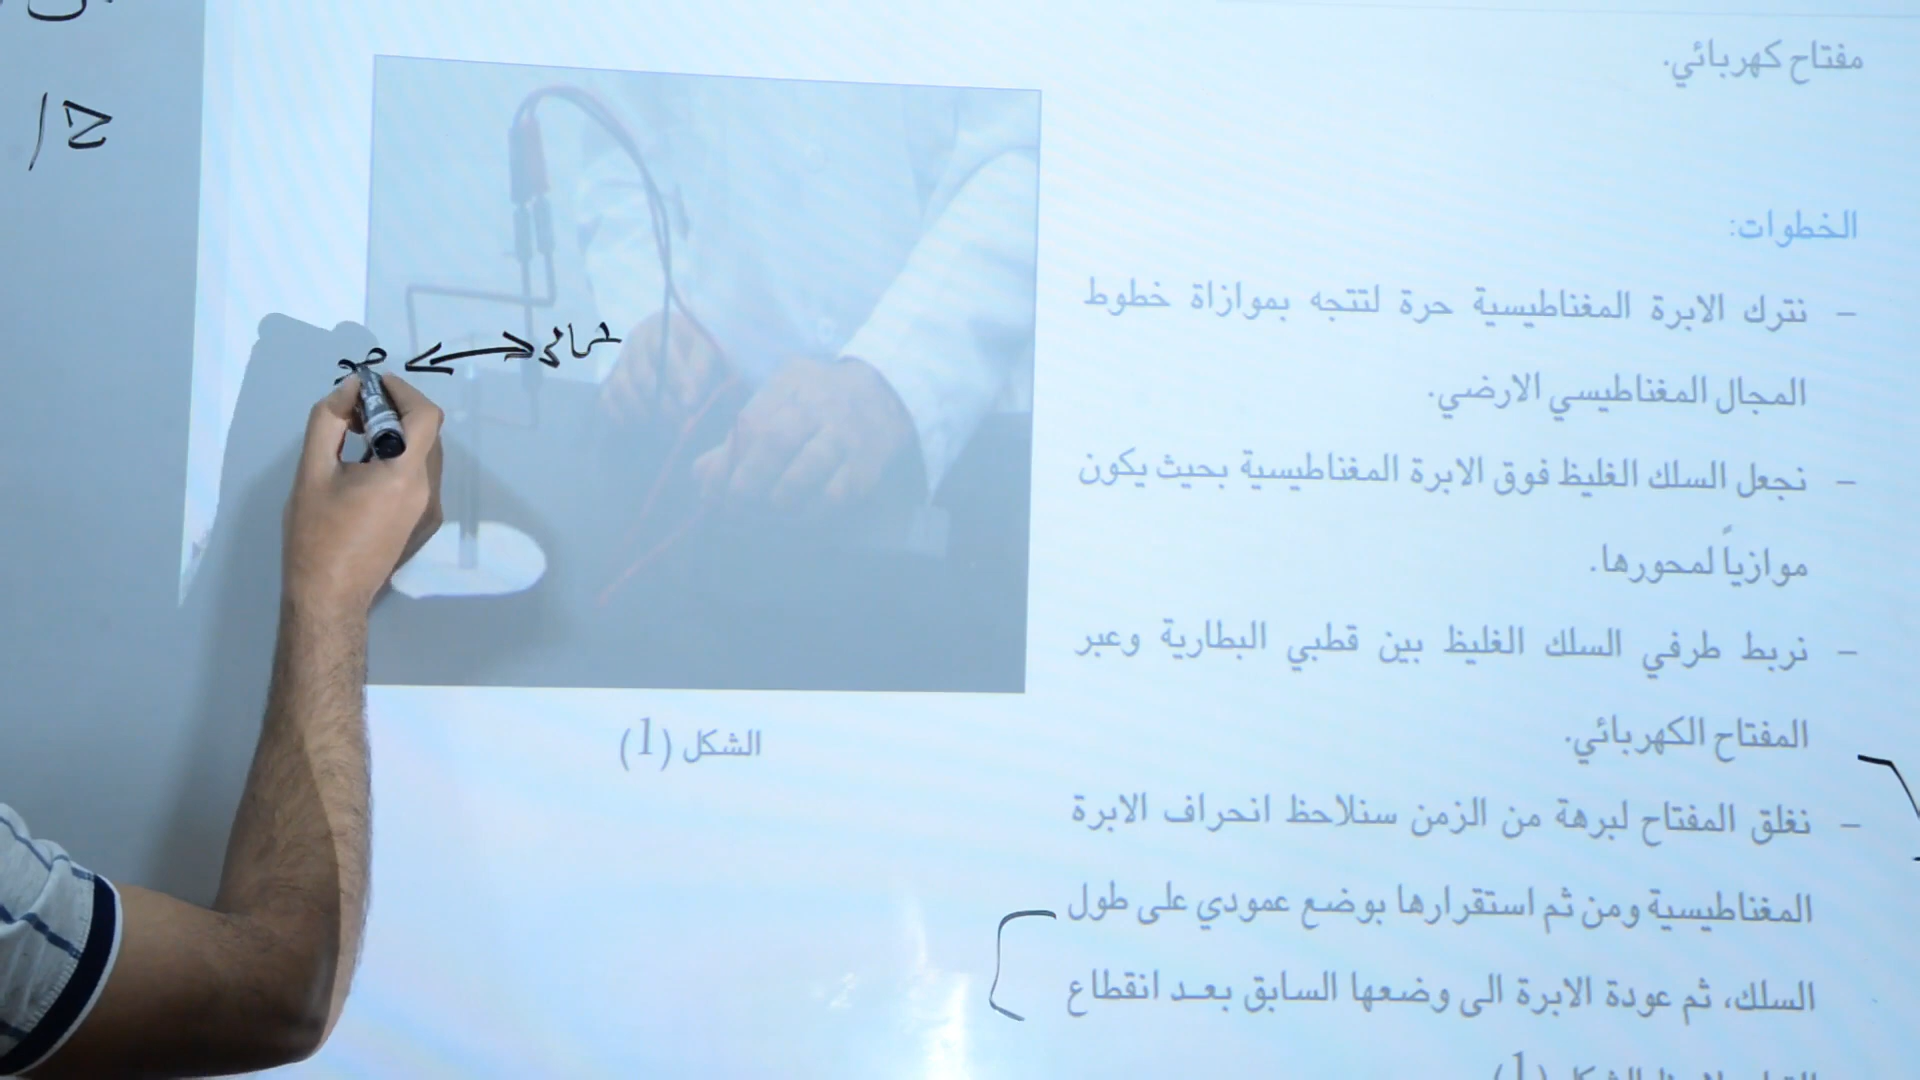 مفتاح كهربائي.
الخطوات:
– نترك الابرة المغناطيسية حرة لتتجه بموازاة خطوط
المجال المغناطيسي الارضي.
– نجعل السلك الغليظ فوق الابرة المغناطيسية بحيث يكون
موازياً لمحورها.
– نربط طرفي السلك الغليظ بين قطبي البطارية وعبر
المفتاح الكهربائي.
– نغلق المفتاح لبرهة من الزمن سنلاحظ انحراف الابرة
المغناطيسية ومن ثم استقرارها بوضع عمودي على طول
السلك، ثم عودة الابرة الى وضعها السابق بعد انقطاع
الشكل (1)
الشكل (1)
ج/